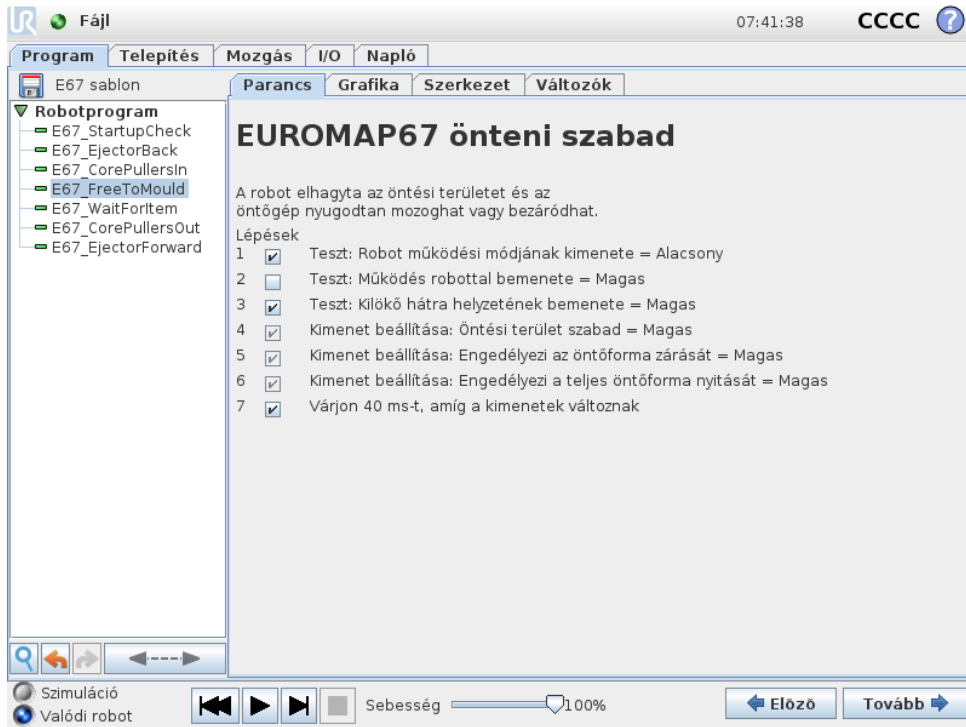 UR Fájl 07:41:38 CCCC ?
Program Telepítés Mozgás I/O Napló
E67 sablon
Parancs Grafika Szerkezet Változók
Robotprogram
E67_StartupCheck
E67_EjectorBack
E67_CorePullersIn
E67_FreeToMould
E67_WaitForItem
E67_CorePullersOut
E67_EjectorForward
EUROMAP67 önteni szabad
A robot elhagyta az öntési területet és az
öntőgép nyugodtan mozoghat vagy bezáródhat.
Lépések
1 Teszt: Robot működési módjának kimenete = Alacsony
2 Teszt: Működés robottal bemenete = Magas
3 Teszt: Kilökő hátra helyzetének bemenete = Magas
4 Kimenet beállítása: Öntési terület szabad = Magas
5 Kimenet beállítása: Engedélyezi az öntőforma zárását = Magas
6 Kimenet beállítása: Engedélyezi a teljes öntőforma nyitását = Magas
7 Várjon 40 ms-t, amíg a kimenetek változnak
Szimuláció
Valódi robot
Sebesség 100%
Elöző Tovább